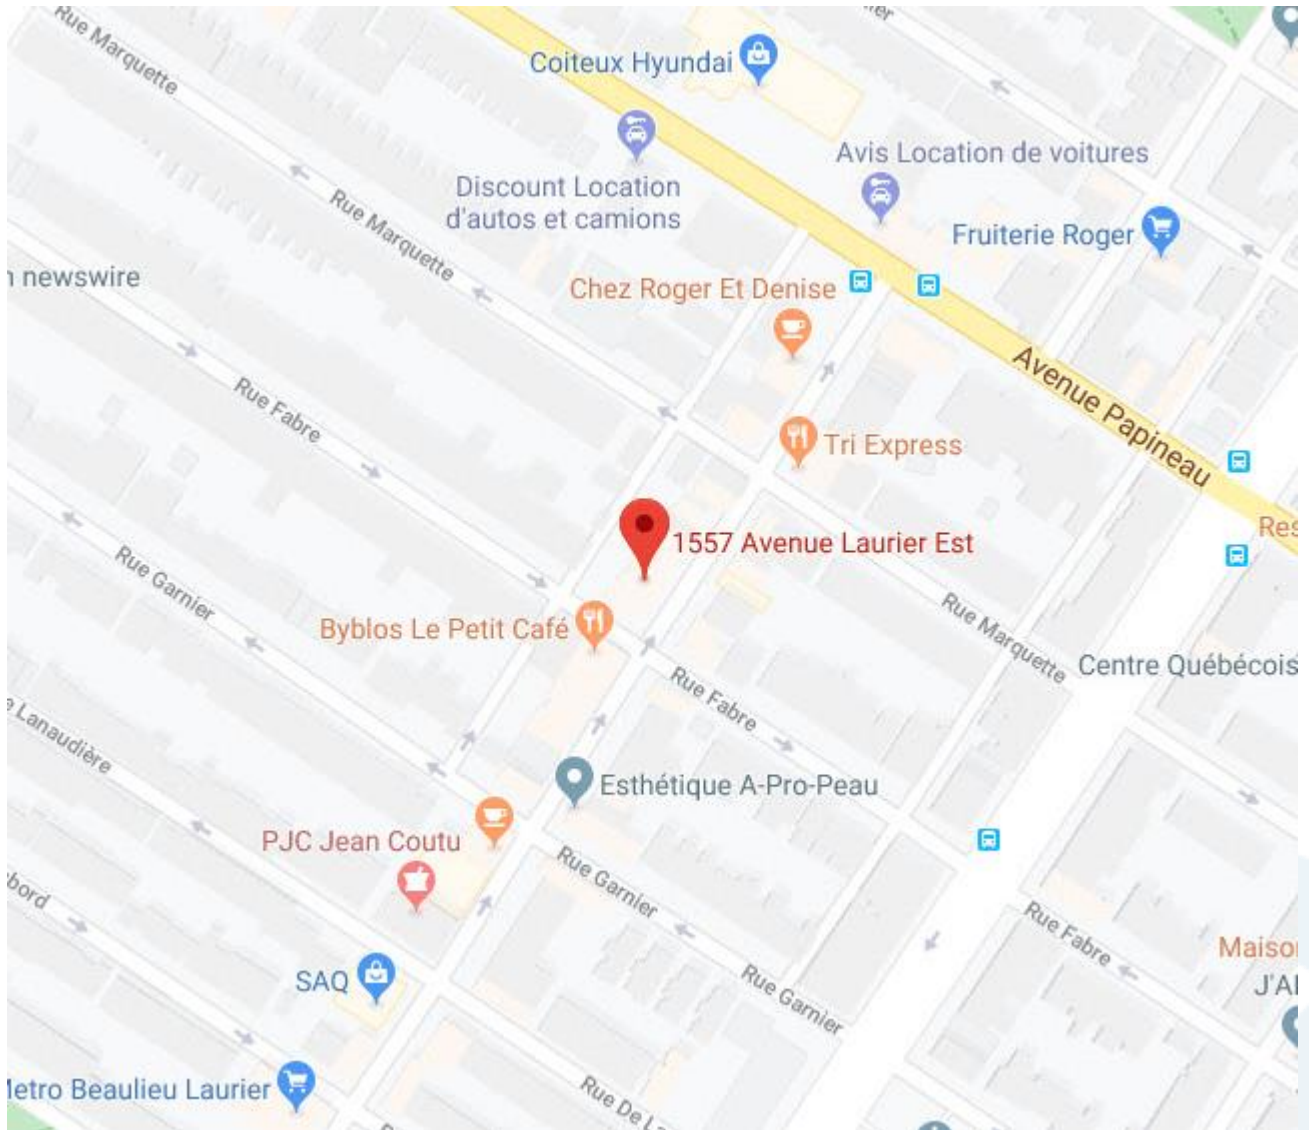 Rue Marquette
Coiteux Hyundai
Avis Location de voitures
Discount Location
d'autos et camions
Rue Marquette
Fruiterie Roger
newswire
Chez Roger Et Denise
Avenue Papineau
Rue Fabre
Tri Express
1557 Avenue Laurier Est
Rue Garnier
Byblos Le Petit Café
Rue Marquette
Centre Québécois
Rue Fabre
Lanaudière
Esthétique A-Pro-Peau
PJC Jean Coutu
Rue Garnier
Rue Fabre
SAQ
Rue Garnier
Beaulieu Laurier
Rue De